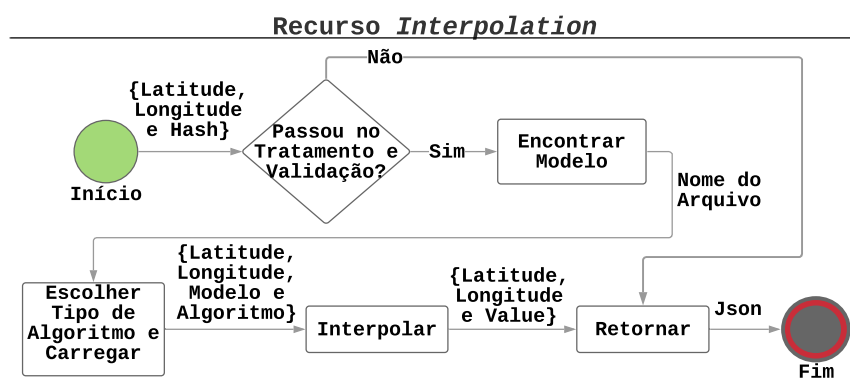 Recurso Interpolation
Não
{Latitude,
Longitude
e Hash}
Início
Passou no
Tratamento e
Validação?
Sim
Encontrar
Modelo
Nome do
Arquivo
Escolher
Tipo de
Algoritmo e
Carregar
{Latitude,
Longitude,
Modelo e
Algoritmo}
Interpolar
{Latitude,
Longitude
e Value}
Retornar
Json
Fim